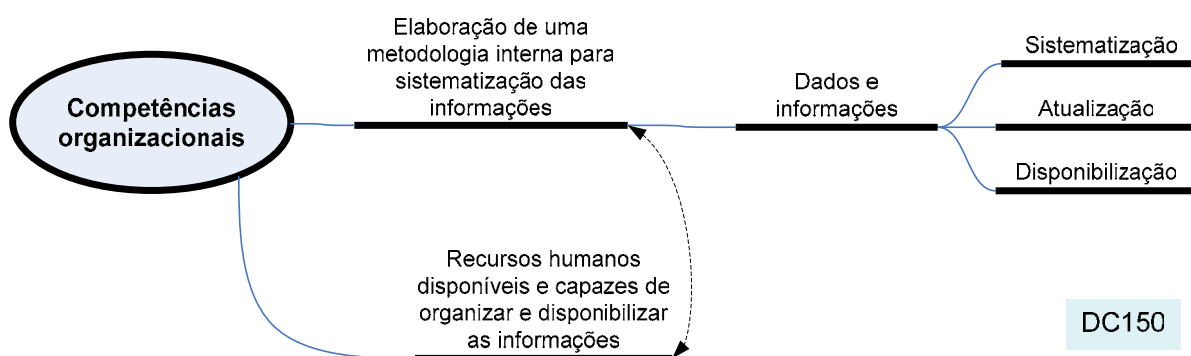 Competências
organizacionais
Elaboração de uma
metodologia interna para
sistematização das
informações
Dados e
informações
Sistematização
Atualização
Disponibilização
Recursos humanos
disponíveis e capazes de
organizar e disponibilizar
as informações
DC150